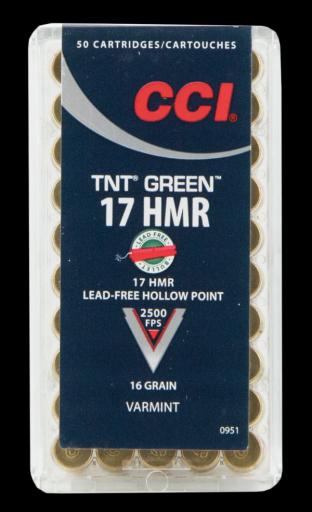 50 CARTRIDGES/CARTOUCHES
CCI®
TNT® GREEN™
17 HMR
LEAD FREE
BULLET
17 HMR
LEAD-FREE HOLLOW POINT
2500
FPS
16 GRAIN
VARMINT
0951